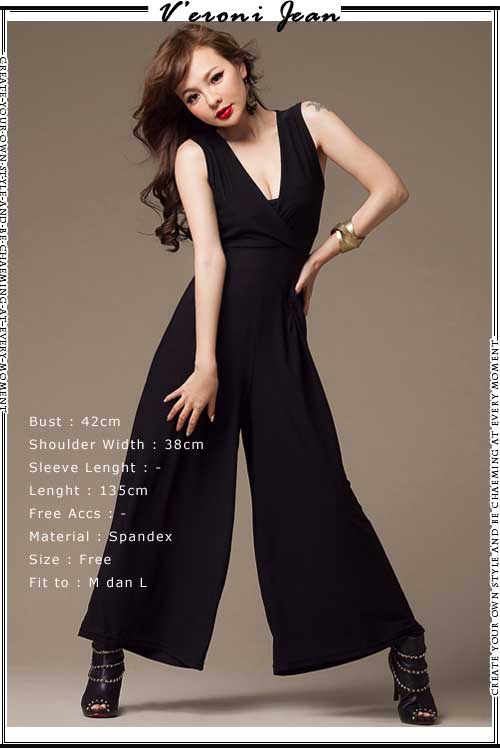 V'eroni Jean
CREATE-YOUR-OWN-STYLE-AND-BE-CHAEMING-AT-EVERY-MOMENT
Bust : 42cm
Shoulder Width : 38cm
Sleeve Lenght : -
Lenght : 135cm
Free Accs : -
Material : Spandex
Size : Free
Fit to : M dan L
CREATE YOUR OWN STYLE AND BE CHAEMING AT EVERY MOMENT